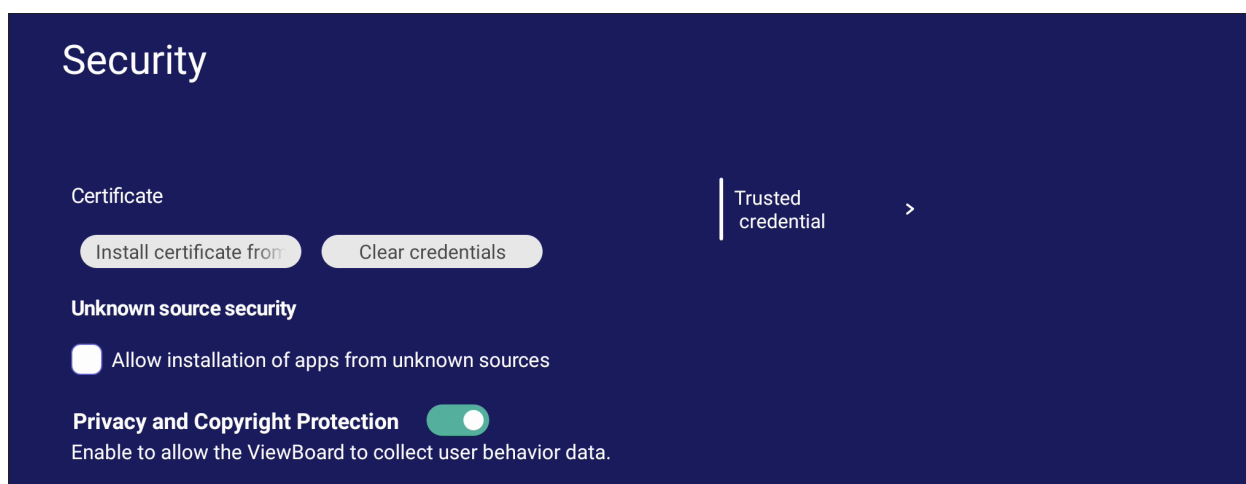 Security
Certificate
Install certificate from
Clear credentials
Trusted
credential
Unknown source security
Allow installation of apps from unknown sources
Privacy and Copyright Protection
Enable to allow the ViewBoard to collect user behavior data.